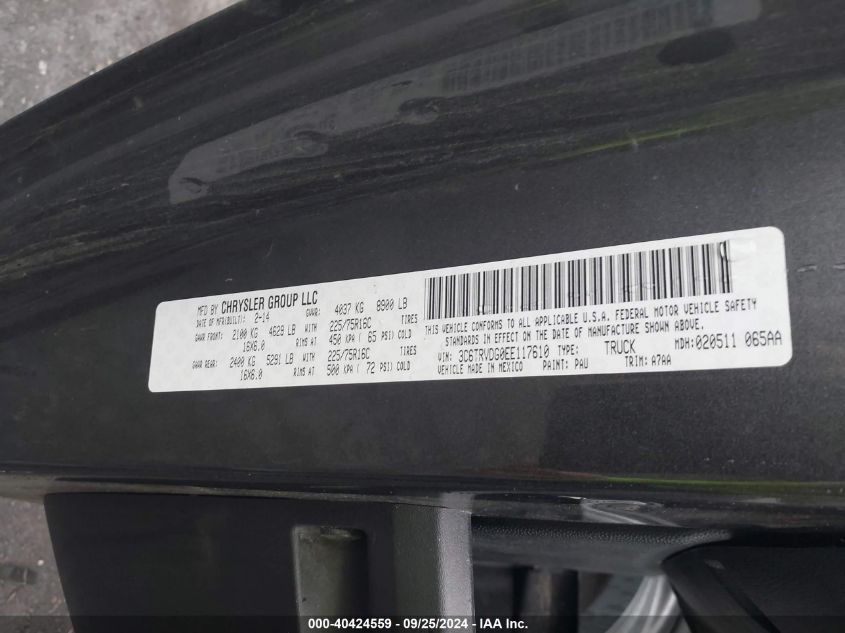 MFD BY CHRYSLER GROUP LLC
DATE OF MFR(BUILT): 2-14 GVWR: 4037 KG 8900 LB
GAWR FRONT: 2100 KG 4629 LB WITH 225/75R16C TIRES
16X6.0 RIMS AT 450 KPA ( 65 PSI) COLD
GAWR REAR: 2400 KG 5291 LB WITH 225/75R16C TIRES
16X6.0 RIMS AT 500 KPA ( 72 PSI) COLD
THIS VEHICLE CONFORMS TO ALL APPLICABLE U.S.A. FEDERAL MOTOR VEHICLE SAFETY
STANDARDS IN EFFECT ON THE DATE OF MANUFACTURE SHOWN ABOVE.
VIN: 3C6TRVDG0EE117610 TYPE: TRUCK MDH:020511 065AA
VEHICLE MADE IN MEXICO PAINT: PAU TRIM: A7AA
000-40424559 - 09/25/2024 - IAA Inc.